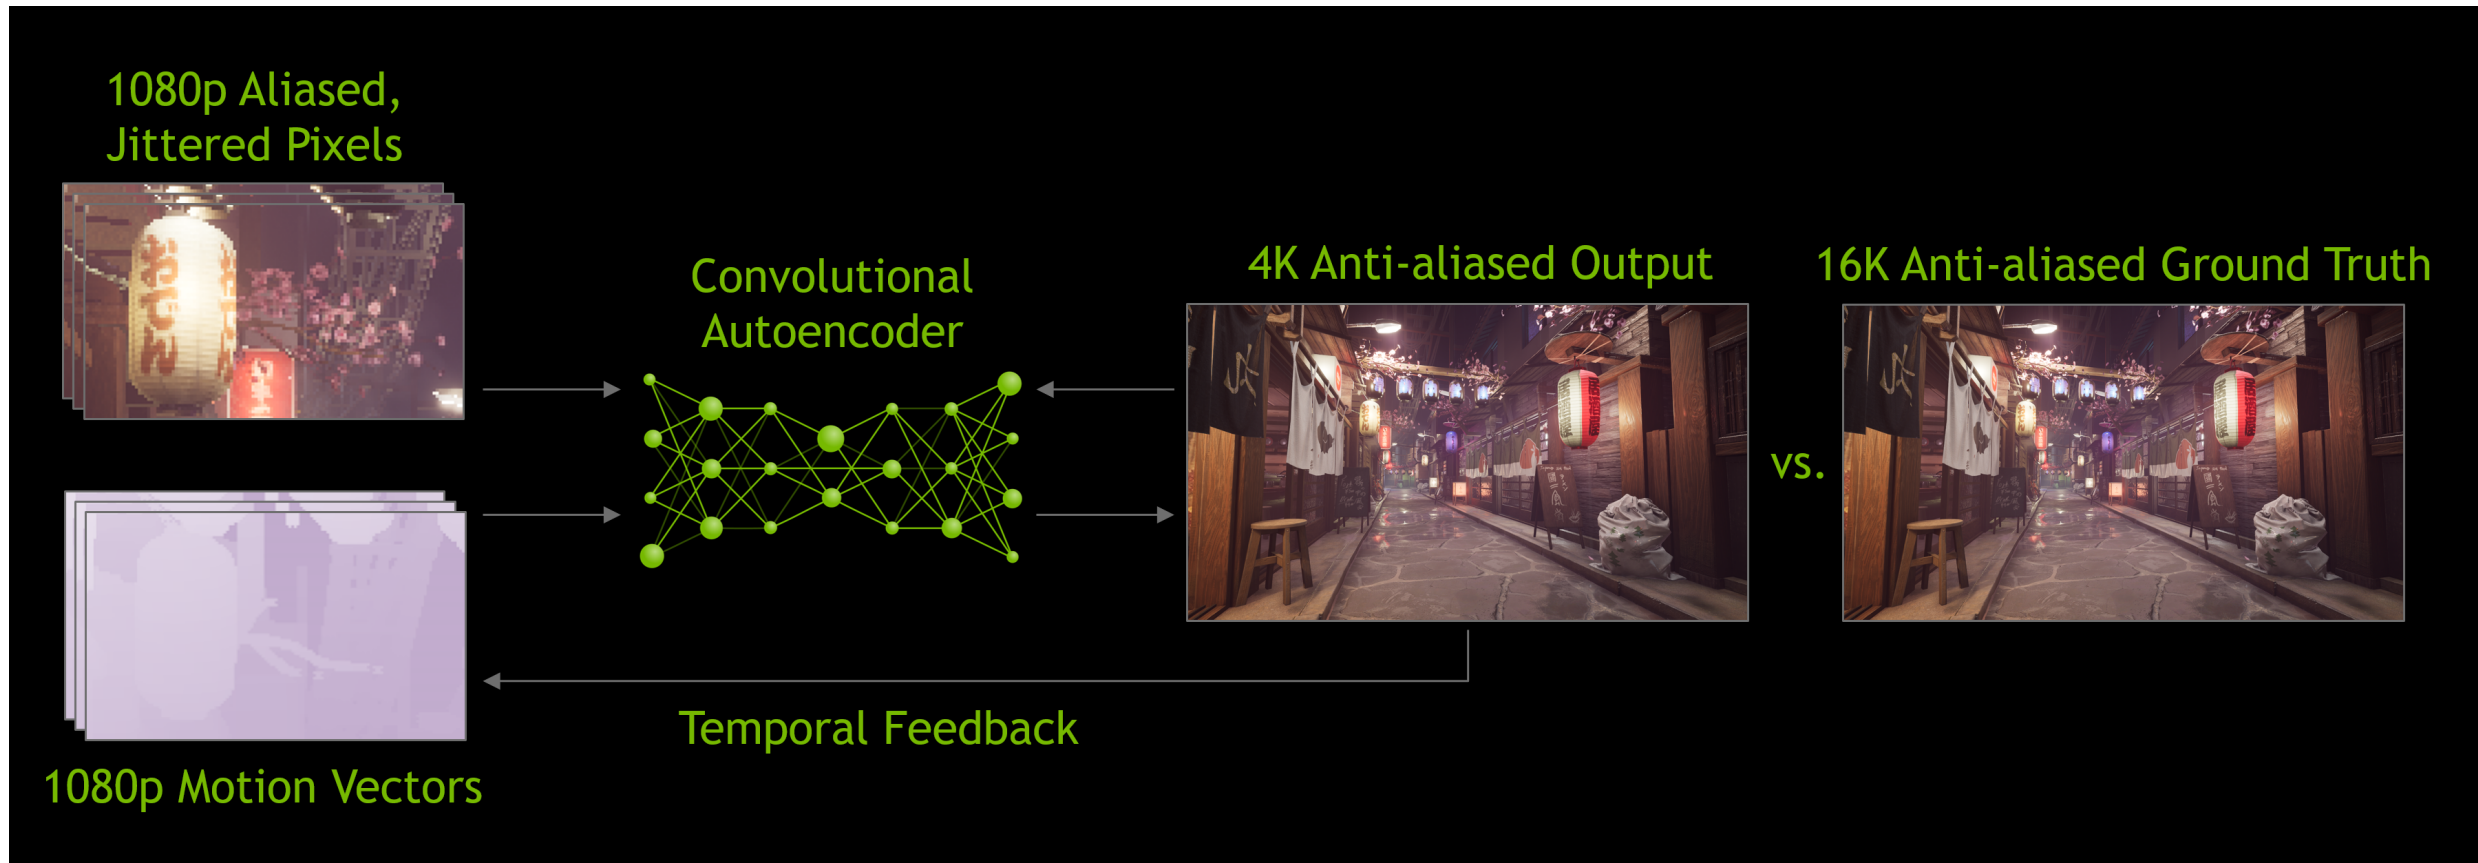 1080p Aliased,
Jittered Pixels
Convolutional
Autoencoder
4K Anti-aliased Output
16K Anti-aliased Ground Truth
vs.
Temporal Feedback
1080p Motion Vectors